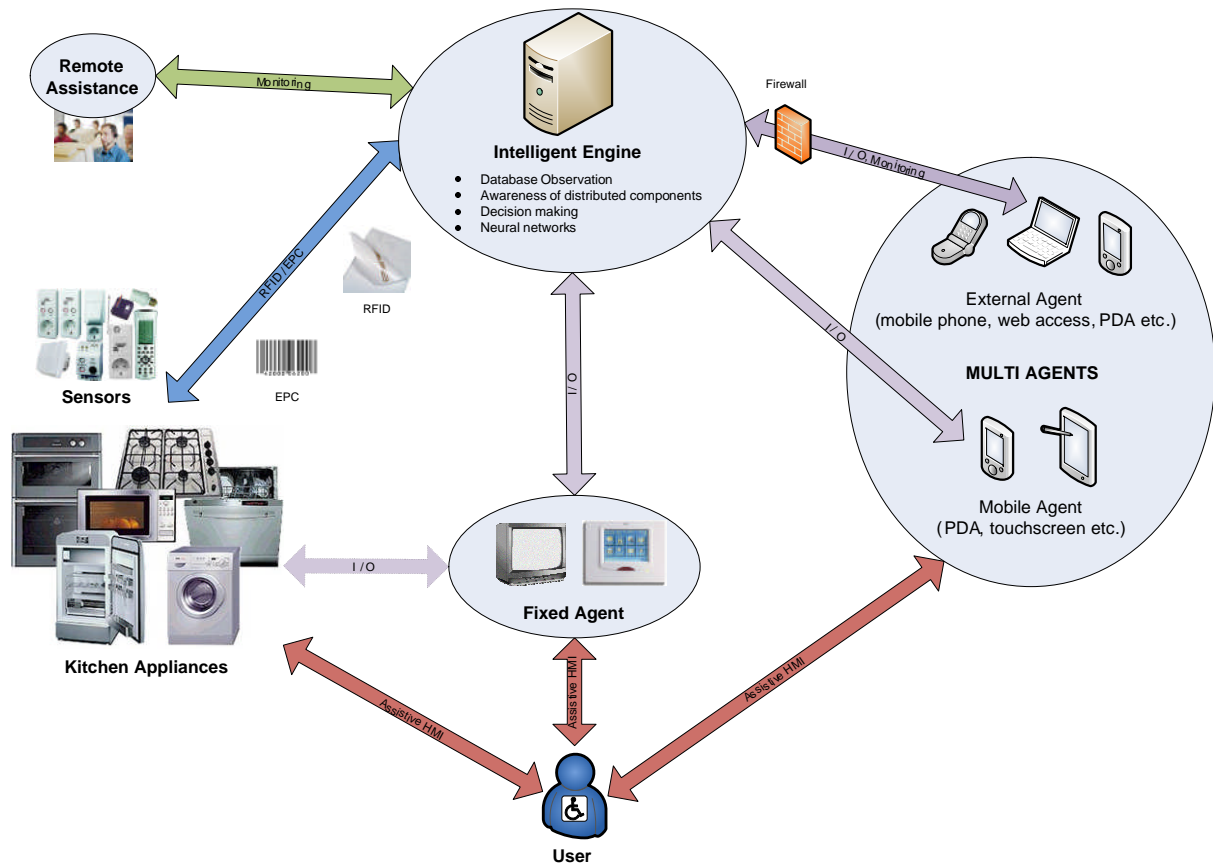 Remote
Assistance
Monitoring
Intelligent Engine
Database Observation
Awareness of distributed components
Decision making
Neural networks
Firewall
I / O, Monitoring
External Agent
(mobile phone, web access, PDA etc.)
MULTI AGENTS
Mobile Agent
(PDA, touchscreen etc.)
I / O
RFID / EPC
RFID
EPC
Sensors
I / O
I / O
Fixed Agent
Kitchen Appliances
Assistive HMI
Assistive HMI
Assistive HMI
User